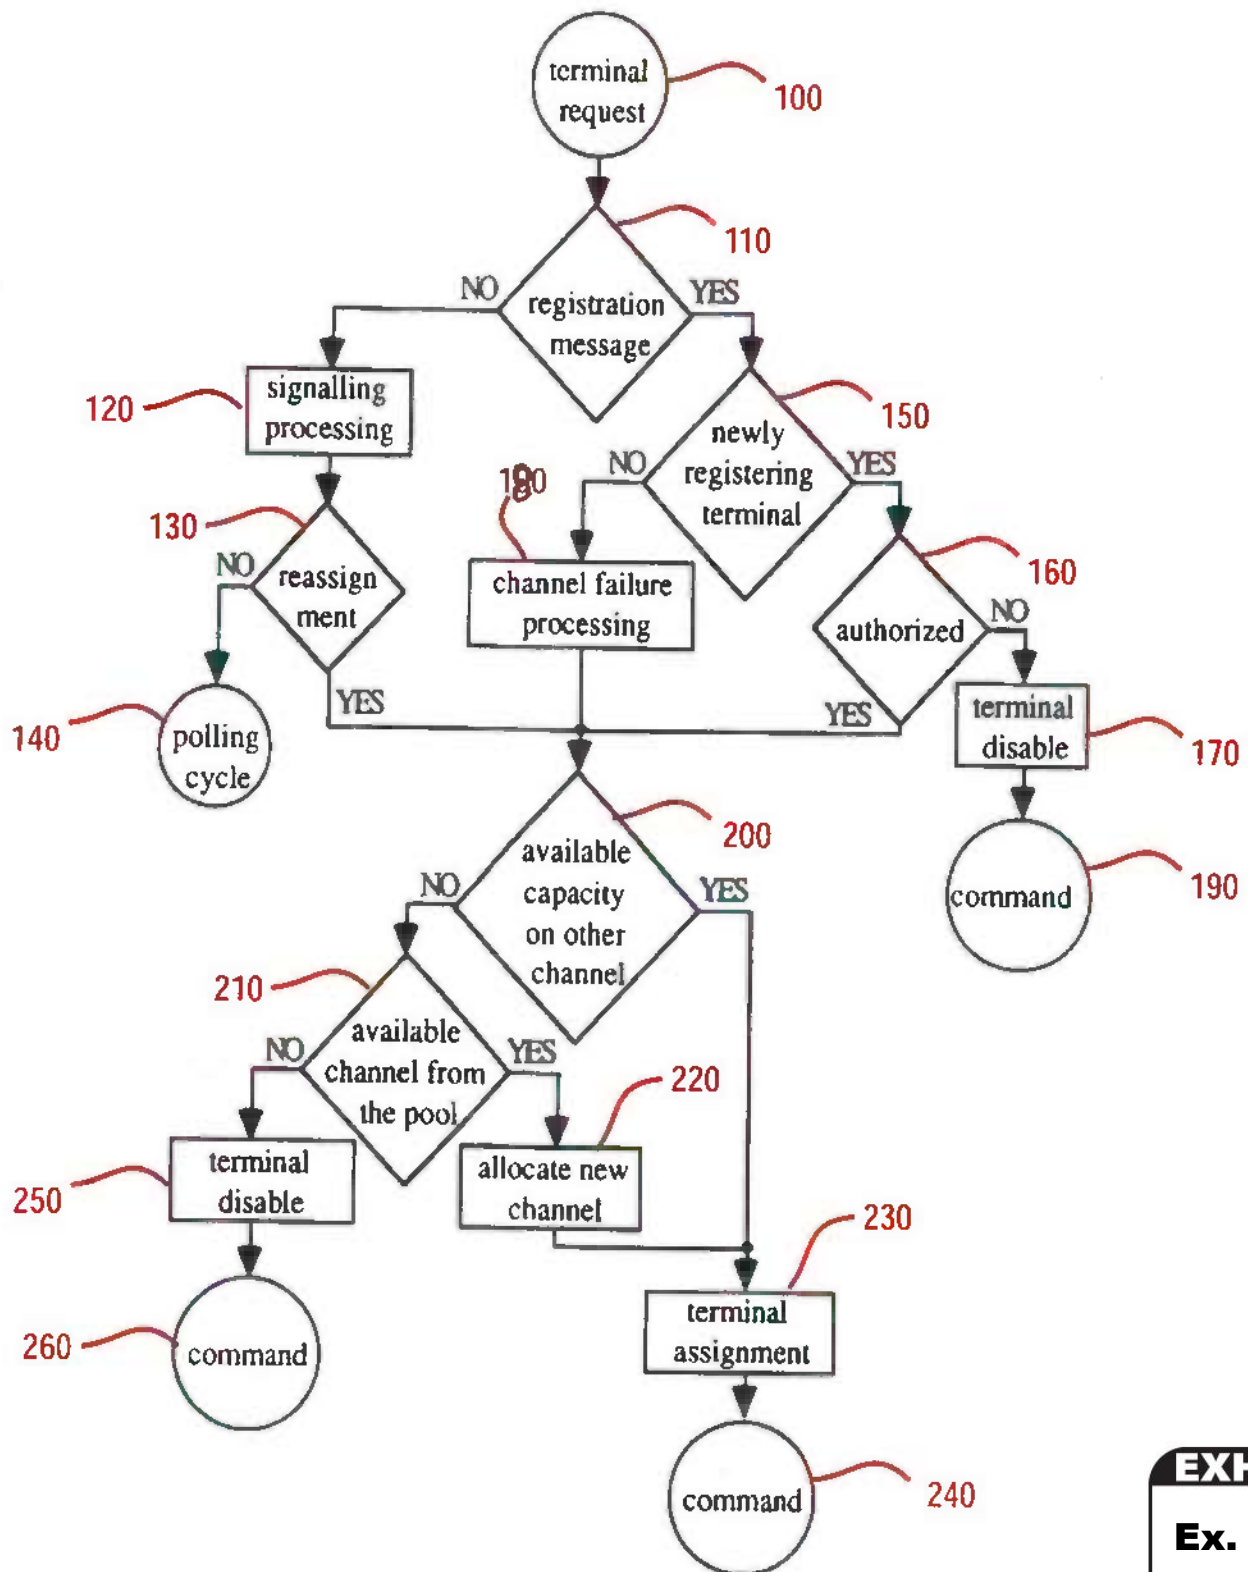 terminal
request
100
110
NO
YES
registration
message
120
signalling
processing
150
newly
registering
terminal
NO
YES
130
NO
reassign
ment
YES
channel failure
processing
160
authorized
NO
YES
140
polling
cycle
terminal
disable
170
200
available
capacity
on other
channel
NO
YES
command
190
210
available
channel from
the pool
NO
YES
220
allocate new
channel
250
terminal
disable
230
terminal
assignment
260
command
command
240
EXH
Ex.